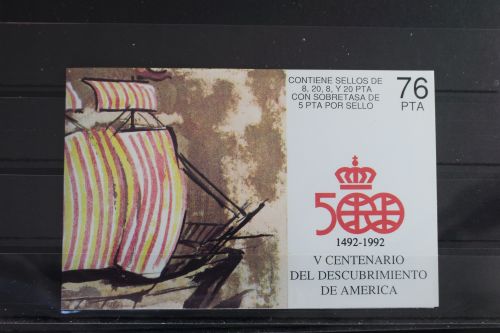 CONTIENE SELLOS DE
8, 20, 8, Y 20 PTA
CON SOBRETASA DE
5 PTA POR SELLO
76
PTA
500
1492-1992
V CENTENARIO
DEL DESCUBRIMIENTO
DE AMERICA